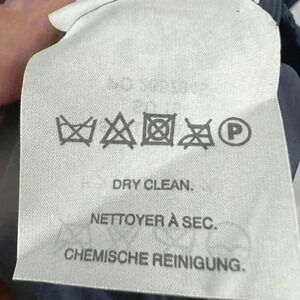 P
DRY CLEAN.
NETTOYER À SEC.
CHEMISCHE REINIGUNG.